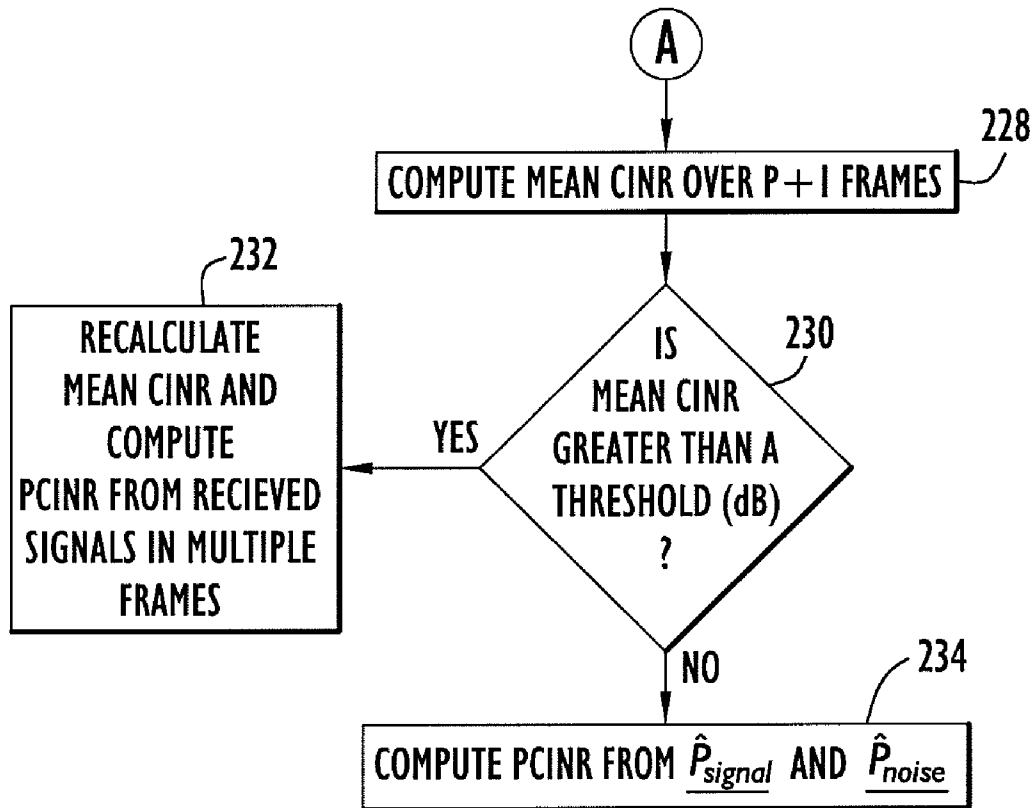 A
228
COMPUTE MEAN CINR OVER P+1 FRAMES
232
RECALCULATE
MEAN CINR AND
COMPUTE
PCINR FROM RECIEVED
SIGNALS IN MULTIPLE
FRAMES
YES
230
IS
MEAN CINR
GREATER THAN A
THRESHOLD (dB)
?
NO
234
COMPUTE PCINR FROM P̂signal AND P̂noise